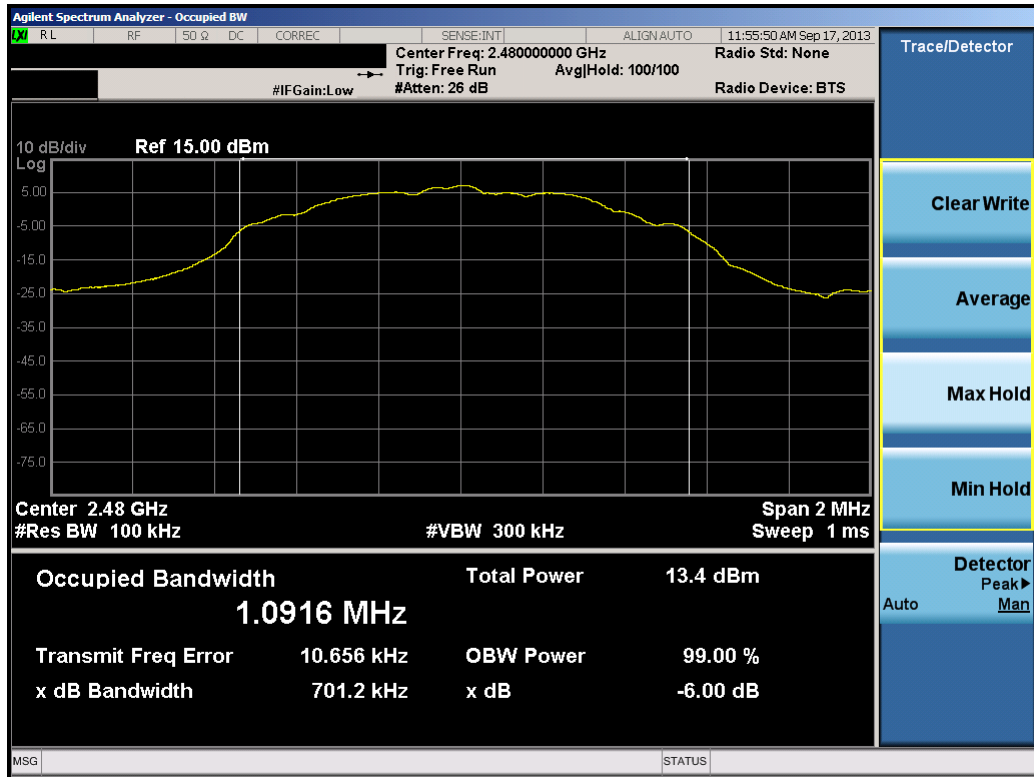 Agilent Spectrum Analyzer - Occupied BW
LXI RL RF 50 Ω DC CORREC SENSE:INT ALIGN AUTO 11:55:50 AM Sep 17, 2013
Center Freq: 2.480000000 GHz Radio Std: None
Trig: Free Run Avg|Hold: 100/100
#IFGain:Low #Atten: 26 dB Radio Device: BTS
Trace/Detector
10 dB/div Ref 15.00 dBm
Log
5.00
-5.00
-15.0
-25.0
-35.0
-45.0
-55.0
-65.0
-75.0
Center 2.48 GHz Span 2 MHz
#Res BW 100 kHz #VBW 300 kHz Sweep 1 ms
Occupied Bandwidth Total Power 13.4 dBm
1.0916 MHz
Transmit Freq Error 10.656 kHz OBW Power 99.00 %
x dB Bandwidth 701.2 kHz x dB -6.00 dB
Clear Write
Average
Max Hold
Min Hold
Detector
Peak▶
Auto Man
MSG STATUS